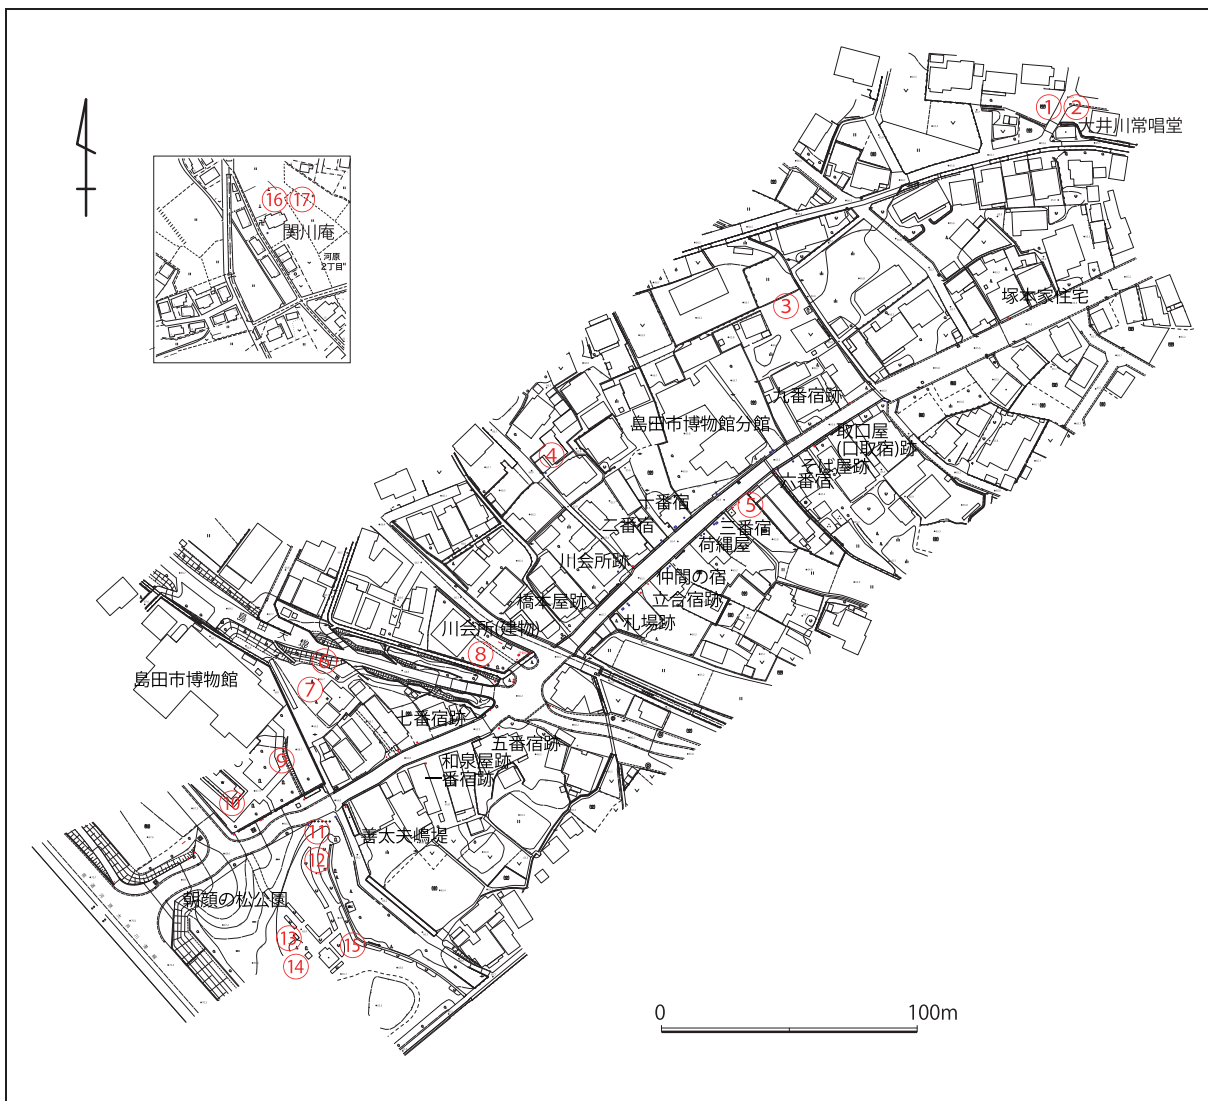 ① ②
大井川常唱堂
⑯ ⑰
関川庵
河原
2丁目
塚本家住宅
③
九番宿跡
島田市博物館分館
取口屋
(口取宿)跡
そば屋跡
六番宿
④
十番宿
⑤
二番宿
三番宿
荷縄屋
川会所跡
仲間の宿
橋本屋跡
立合宿跡
札場跡
川会所(建物)
⑧
⑥
島田市博物館
⑦
七番宿跡
五番宿跡
和泉屋跡
一番宿跡
⑨
⑩
⑪
善太夫嶋堤
⑫
朝顔の松公園
⑬
⑮
⑭
0 100m